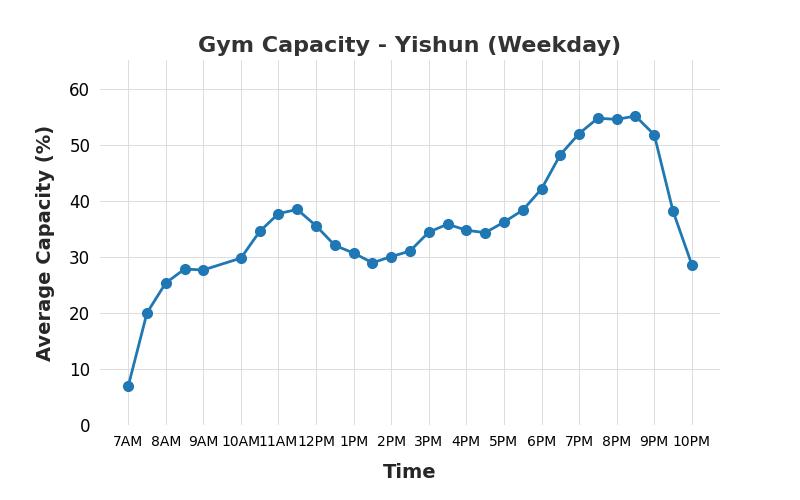 Gym Capacity - Yishun (Weekday)
Average Capacity (%)
60
50
40
30
20
10
0
7AM 8AM 9AM 10AM 11AM 12PM 1PM 2PM 3PM 4PM 5PM 6PM 7PM 8PM 9PM 10PM
Time